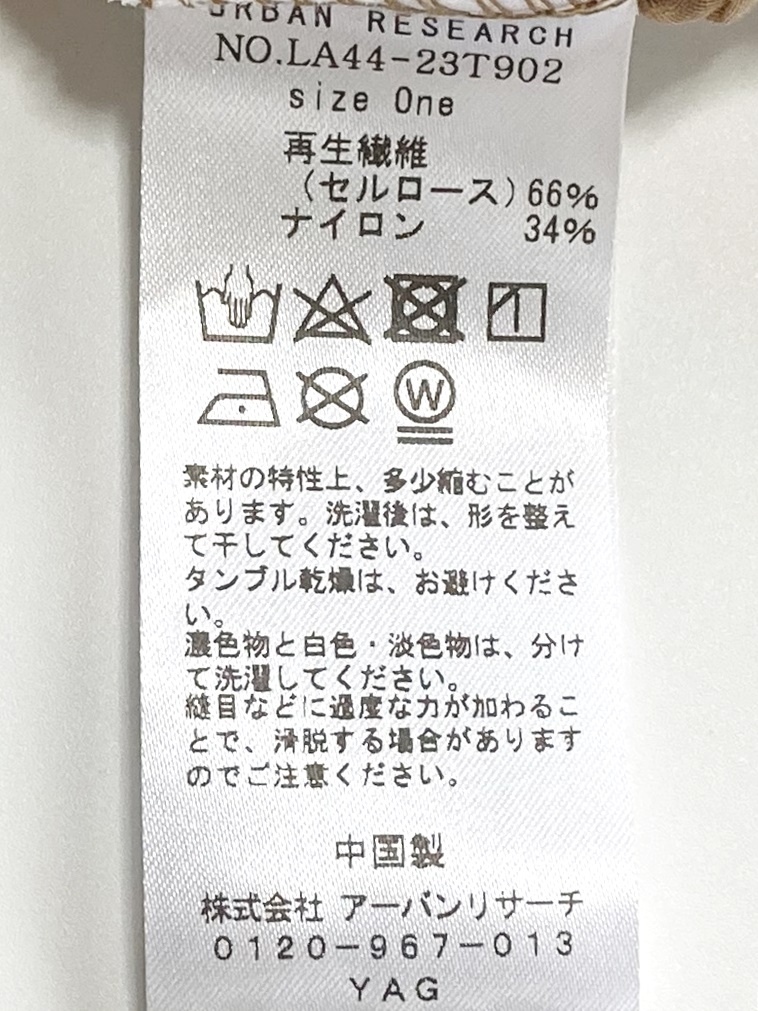 URBAN RESEARCH
NO.LA44-23T902
size One
再生繊維
(セルロース) 66%
ナイロン 34%
W
素材の特性上、多少縮むことが
あります。洗濯後は、形を整え
て干してください。
タンブル乾燥は、お避けくださ
い。
濃色物と白色・淡色物は、分け
て洗濯してください。
縫目などに過度な力が加わるこ
とで、滑脱する場合があります
のでご注意ください。
中国製
株式会社 アーバンリサーチ
0120-967-013
YAG